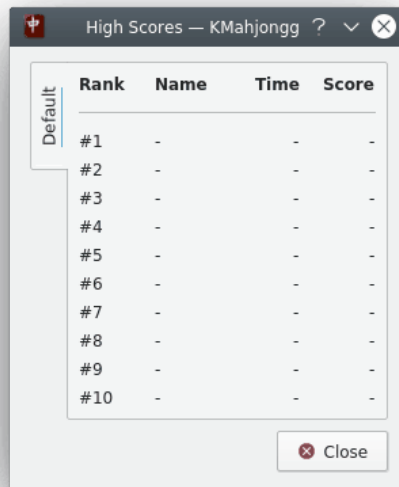 High Scores — KMahjongg ?
Default
Rank Name Time Score
#1 - - -
#2 - - -
#3 - - -
#4 - - -
#5 - - -
#6 - - -
#7 - - -
#8 - - -
#9 - - -
#10 - - -
Close